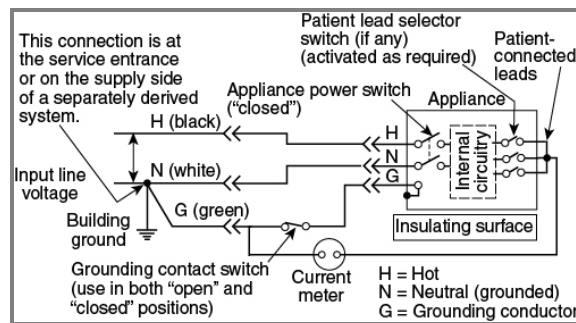 This connection is at
the service entrance
or on the supply side
of a separately derived
system.
Patient lead selector
switch (if any)
(activated as required)
Patient-
connected
leads
Appliance power switch
("closed")
Appliance
H (black)
H
N (white)
N
G
Input line
voltage
Internal
circuitry
G (green)
Building
ground
Insulating surface
Grounding contact switch
(use in both "open" and
"closed" positions)
Current
meter
H = Hot
N = Neutral (grounded)
G = Grounding conductor